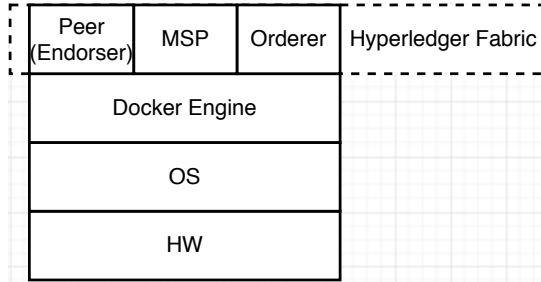 Peer
(Endorser)
MSP
Orderer
Hyperledger Fabric
Docker Engine
OS
HW